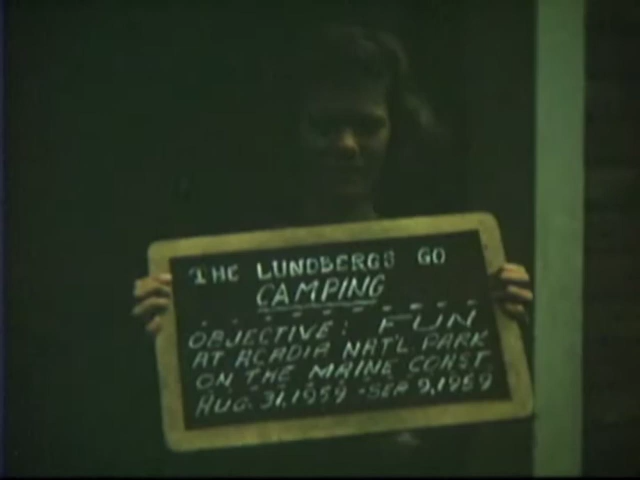 THE LUNDBERGS GO
CAMPING
OBJECTIVE: FUN
AT ACADIA NAT'L PARK
ON THE MAINE COAST
AUG. 31, 1959 - SEP 9, 1959